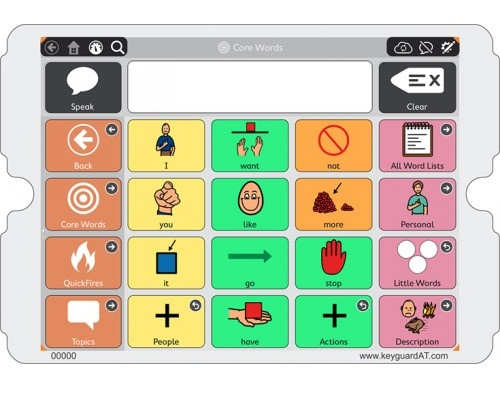 Core Words
Speak
X
Clear
Back
I
want
not
All Word Lists
Core Words
you
like
more
Personal
QuickFires
it
go
stop
Little Words
Topics
People
have
Actions
Description
00000
www.keyguardAT.com